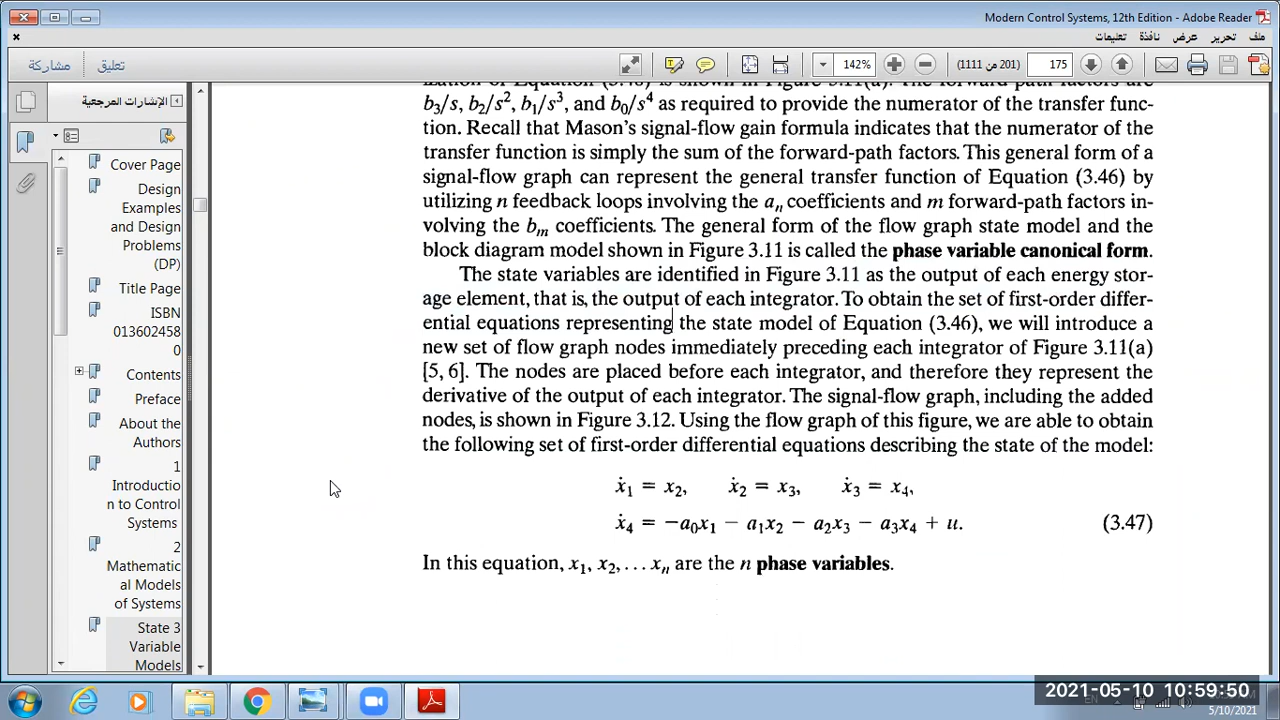 Modern Control Systems, 12th Edition - Adobe Reader
ملف تحرير عرض نافذة تعليمات
مشاركة تعليق 142% (201 من 1111) 175
الإشارات المرجعية
Cover Page
Design
Examples
and Design
Problems
(DP)
Title Page
ISBN
013602458
0
Contents
Preface
About the
Authors
1
Introductio
n to Control
Systems
2
Mathematic
al Models
of Systems
State 3
Variable
Models
b₃/s, b₂/s², b₁/s³, and b₀/s⁴ as required to provide the numerator of the transfer func-
tion. Recall that Mason's signal-flow gain formula indicates that the numerator of the
transfer function is simply the sum of the forward-path factors. This general form of a
signal-flow graph can represent the general transfer function of Equation (3.46) by
utilizing n feedback loops involving the aₙ coefficients and m forward-path factors in-
volving the bₘ coefficients. The general form of the flow graph state model and the
block diagram model shown in Figure 3.11 is called the phase variable canonical form.
The state variables are identified in Figure 3.11 as the output of each energy stor-
age element, that is, the output of each integrator. To obtain the set of first-order differ-
ential equations representing the state model of Equation (3.46), we will introduce a
new set of flow graph nodes immediately preceding each integrator of Figure 3.11(a)
[5, 6]. The nodes are placed before each integrator, and therefore they represent the
derivative of the output of each integrator. The signal-flow graph, including the added
nodes, is shown in Figure 3.12. Using the flow graph of this figure, we are able to obtain
the following set of first-order differential equations describing the state of the model:
ẋ₁ = x₂, ẋ₂ = x₃, ẋ₃ = x₄,
ẋ₄ = −a₀x₁ − a₁x₂ − a₂x₃ − a₃x₄ + u. (3.47)
In this equation, x₁, x₂, . . . xₙ are the n phase variables.
2021-05-10 10:59:50
EN 5/10/2021